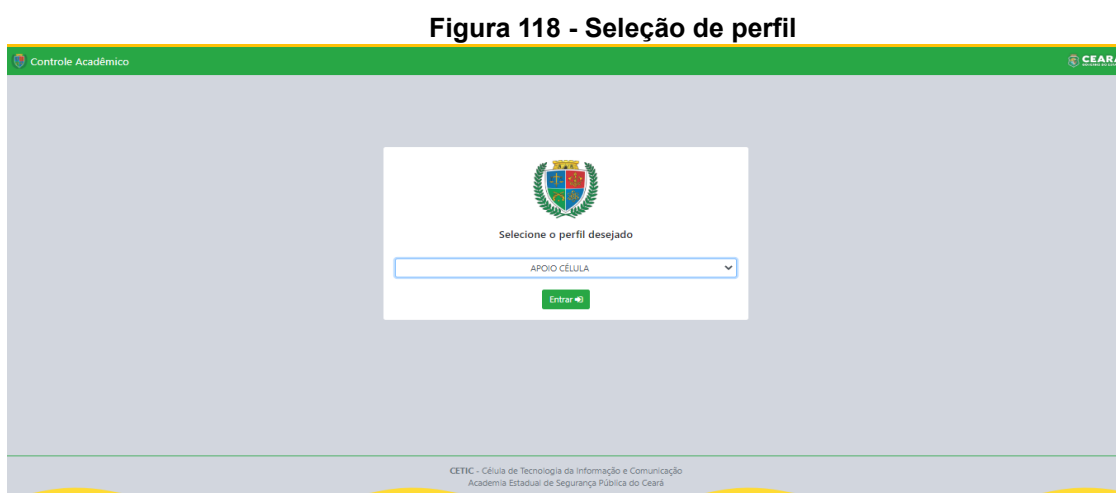 Figura 118 - Seleção de perfil
Controle Acadêmico
CEARÁ
Selecione o perfil desejado
APOIO CÉLULA
Entrar
CETIC - Célula de Tecnologia da Informação e Comunicação
Academia Estadual de Segurança Pública do Ceará